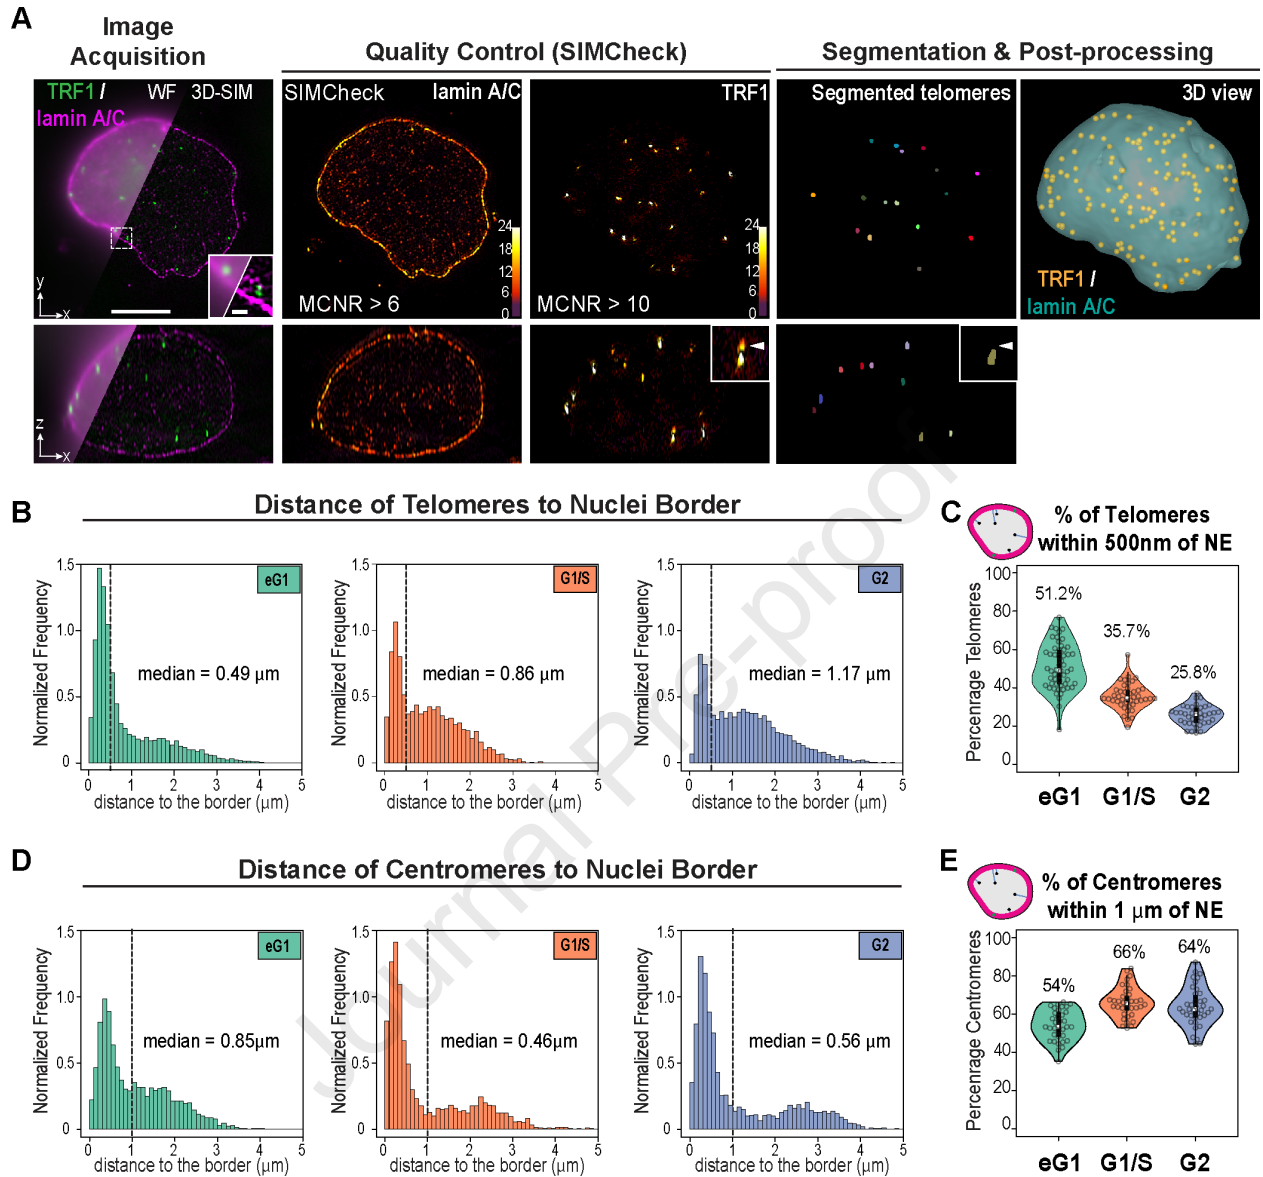 A
Image
Acquisition
Quality Control (SIMCheck)
Segmentation & Post-processing
TRF1 /
lamin A/C
WF
3D-SIM
SIMCheck
lamin A/C
TRF1
Segmented telomeres
3D view
24
18
12
6
0
24
18
12
6
0
MCNR > 6
MCNR > 10
TRF1 /
lamin A/C
y
x
z
x
B
Distance of Telomeres to Nuclei Border
Normalized Frequency
1.5
1.0
0.5
0
eG1
median = 0.49 μm
0 1 2 3 4 5
distance to the border (μm)
Normalized Frequency
1.5
1.0
0.5
0
G1/S
median = 0.86 μm
0 1 2 3 4 5
distance to the border (μm)
Normalized Frequency
1.5
1.0
0.5
0
G2
median = 1.17 μm
0 1 2 3 4 5
distance to the border (μm)
C
% of Telomeres
within 500nm of NE
Percenrage Telomeres
100
80
60
40
20
0
51.2%
35.7%
25.8%
eG1 G1/S G2
D
Distance of Centromeres to Nuclei Border
Normalized Frequency
1.5
1.0
0.5
0
eG1
median = 0.85μm
0 1 2 3 4 5
distance to the border (μm)
Normalized Frequency
1.5
1.0
0.5
0
G1/S
median = 0.46μm
0 1 2 3 4 5
distance to the border (μm)
Normalized Frequency
1.5
1.0
0.5
0
G2
median = 0.56 μm
0 1 2 3 4 5
distance to the border (μm)
E
% of Centromeres
within 1 μm of NE
Percenrage Centromeres
100
80
60
40
20
0
54%
66%
64%
eG1 G1/S G2
Journal Pre-proof